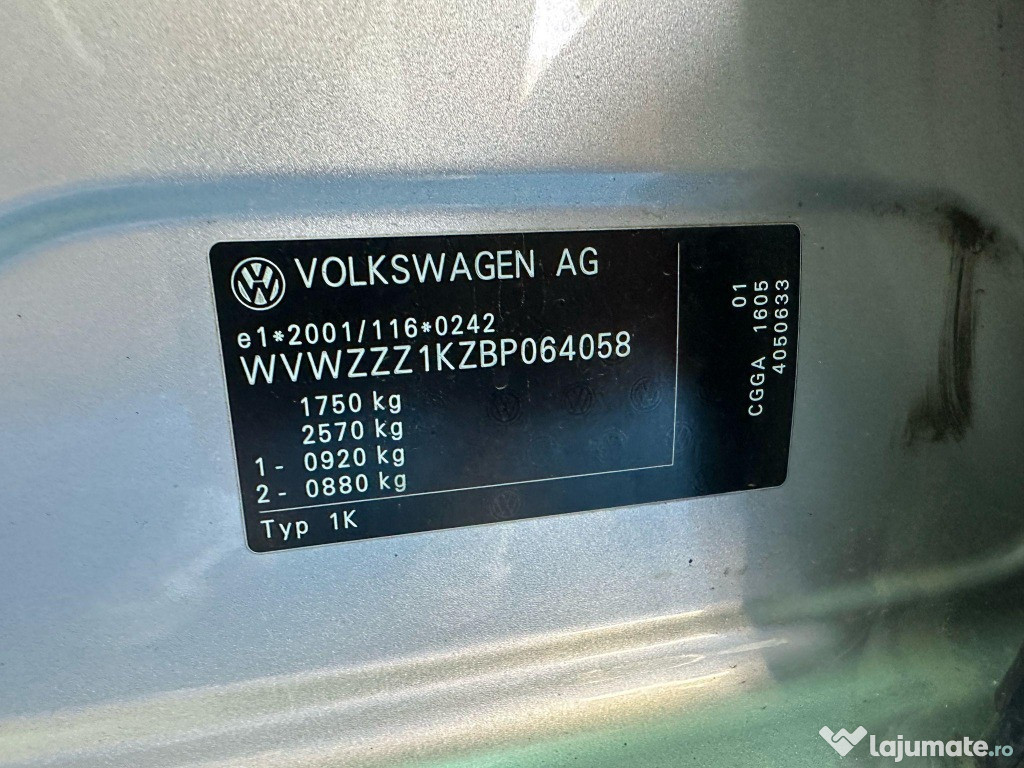 VOLKSWAGEN AG
e1*2001/116*0242
WVWZZZ1KZBP064058
1750 kg
2570 kg
1- 0920 kg
2- 0880 kg
Typ 1K
01
CGGA 1605
4050633
lajumate.ro